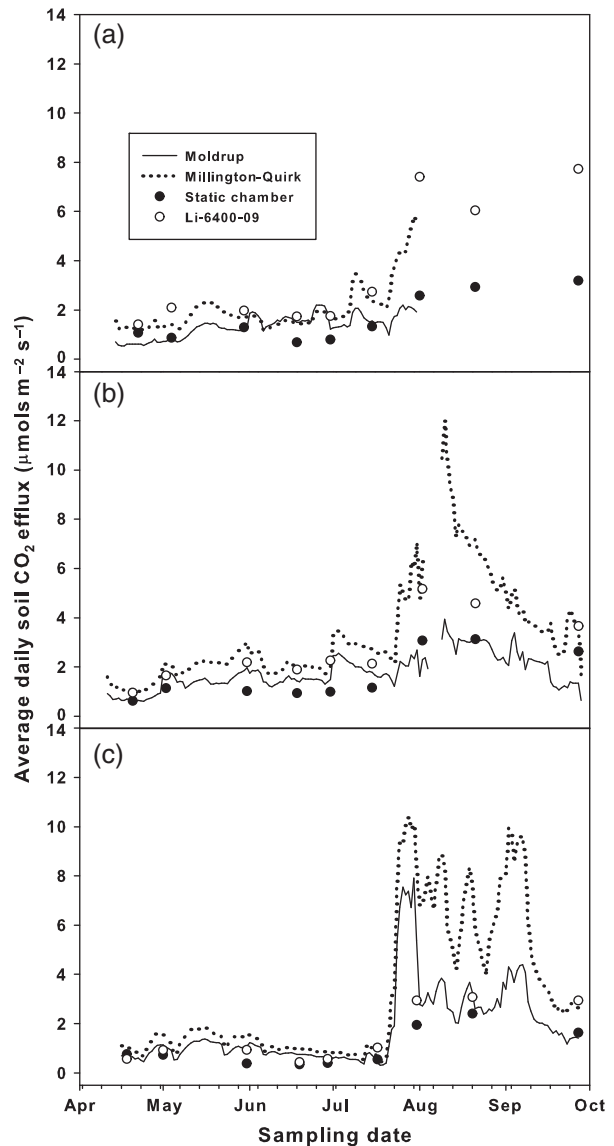 (a)
14
12
10
8
6
4
2
0
Moldrup
Millington-Quirk
Static chamber
Li-6400-09
(b)
14
12
10
8
6
4
2
0
(c)
14
10
8
6
4
2
0
Average daily soil CO₂ efflux (μmols m⁻² s⁻¹)
Apr May Jun Jul Aug Sep Oct
Sampling date